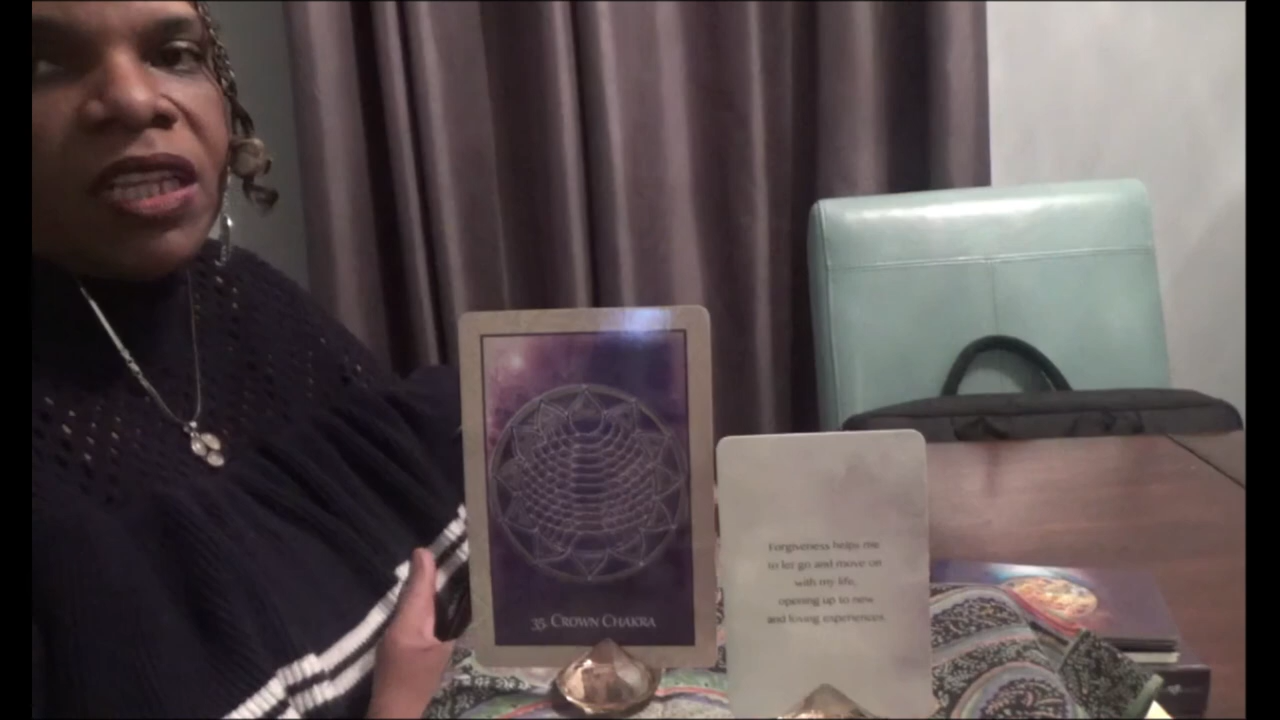 35. CROWN CHAKRA
Forgiveness helps me
to let go and move on
with my life,
opening up to new
and loving experiences.